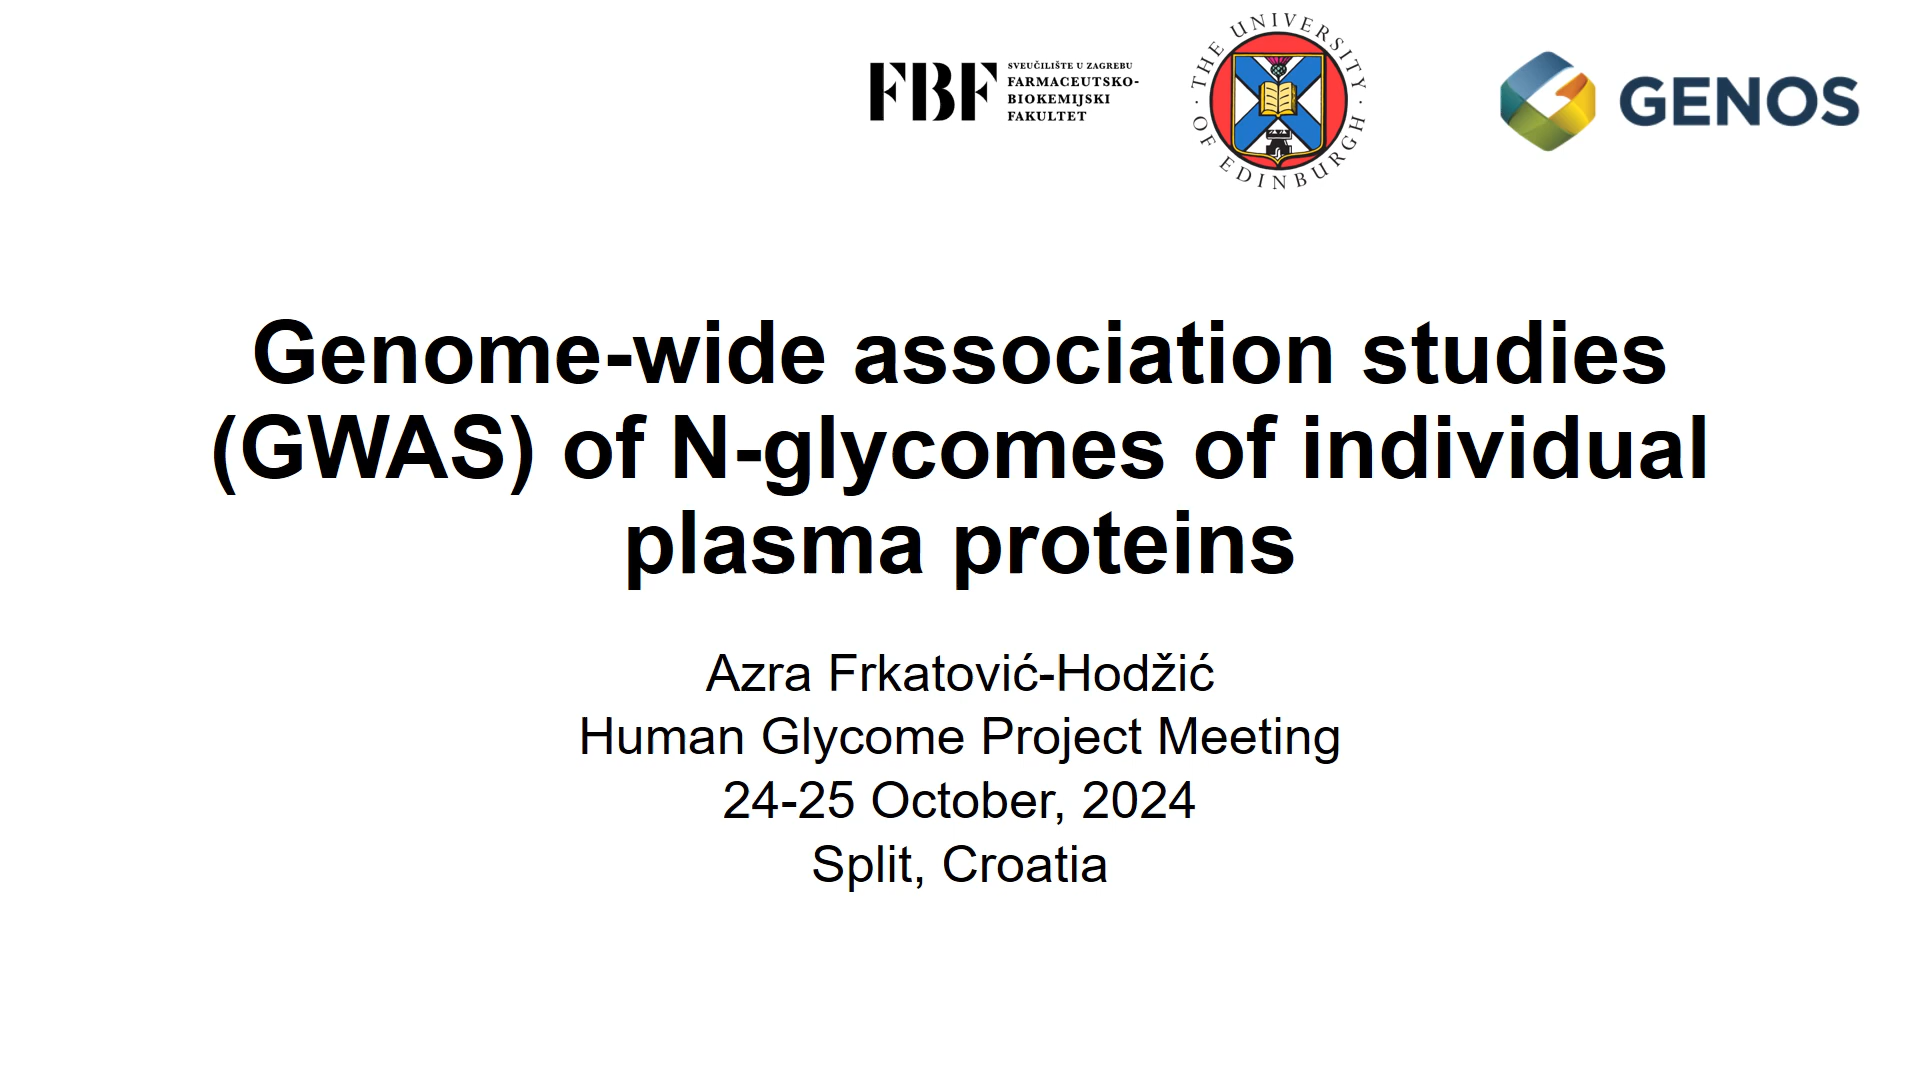 FBF
SVEUČILIŠTE U ZAGREBU
FARMACEUTSKO-
BIOKEMIJSKI
FAKULTET
THE UNIVERSITY
OF EDINBURGH
GENOS
Genome-wide association studies
(GWAS) of N-glycomes of individual
plasma proteins
Azra Frkatović-Hodžić
Human Glycome Project Meeting
24-25 October, 2024
Split, Croatia